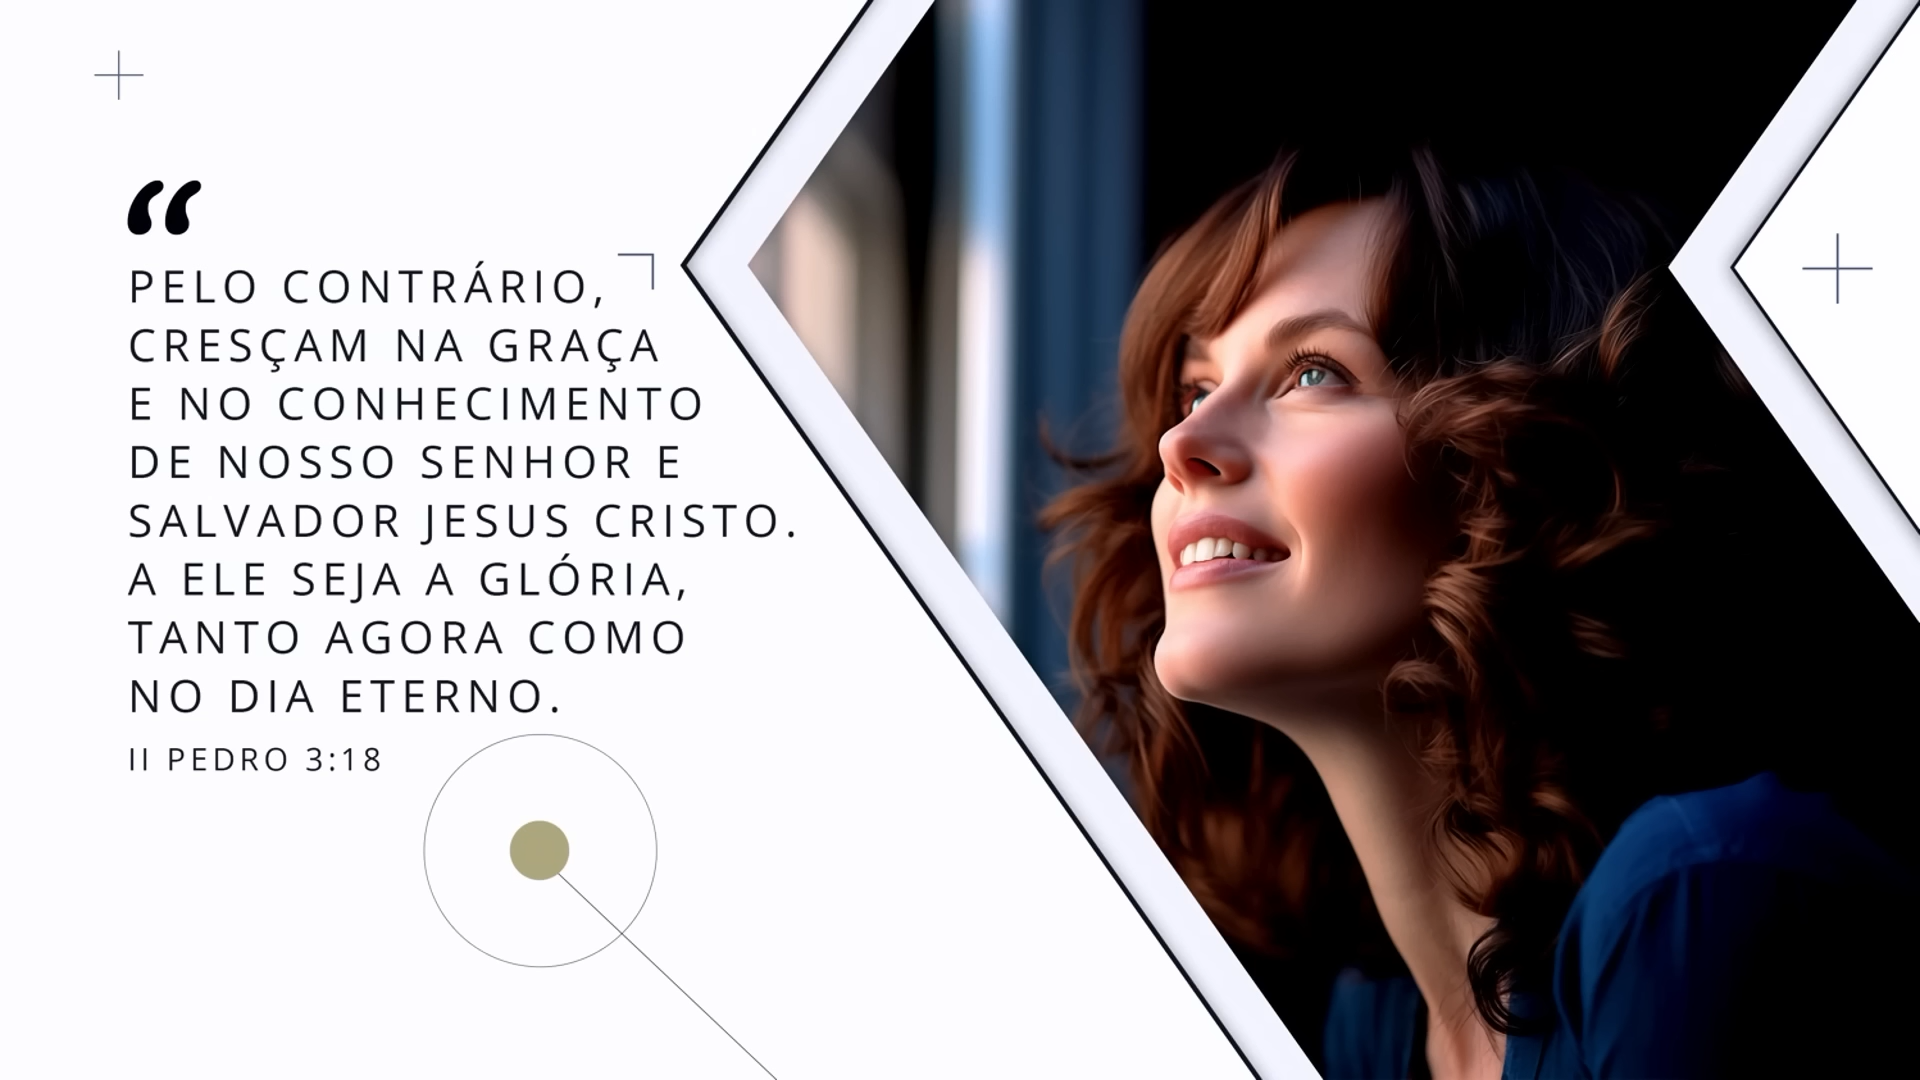 “
PELO CONTRÁRIO,
CRESÇAM NA GRAÇA
E NO CONHECIMENTO
DE NOSSO SENHOR E
SALVADOR JESUS CRISTO.
A ELE SEJA A GLÓRIA,
TANTO AGORA COMO
NO DIA ETERNO.
II PEDRO 3:18